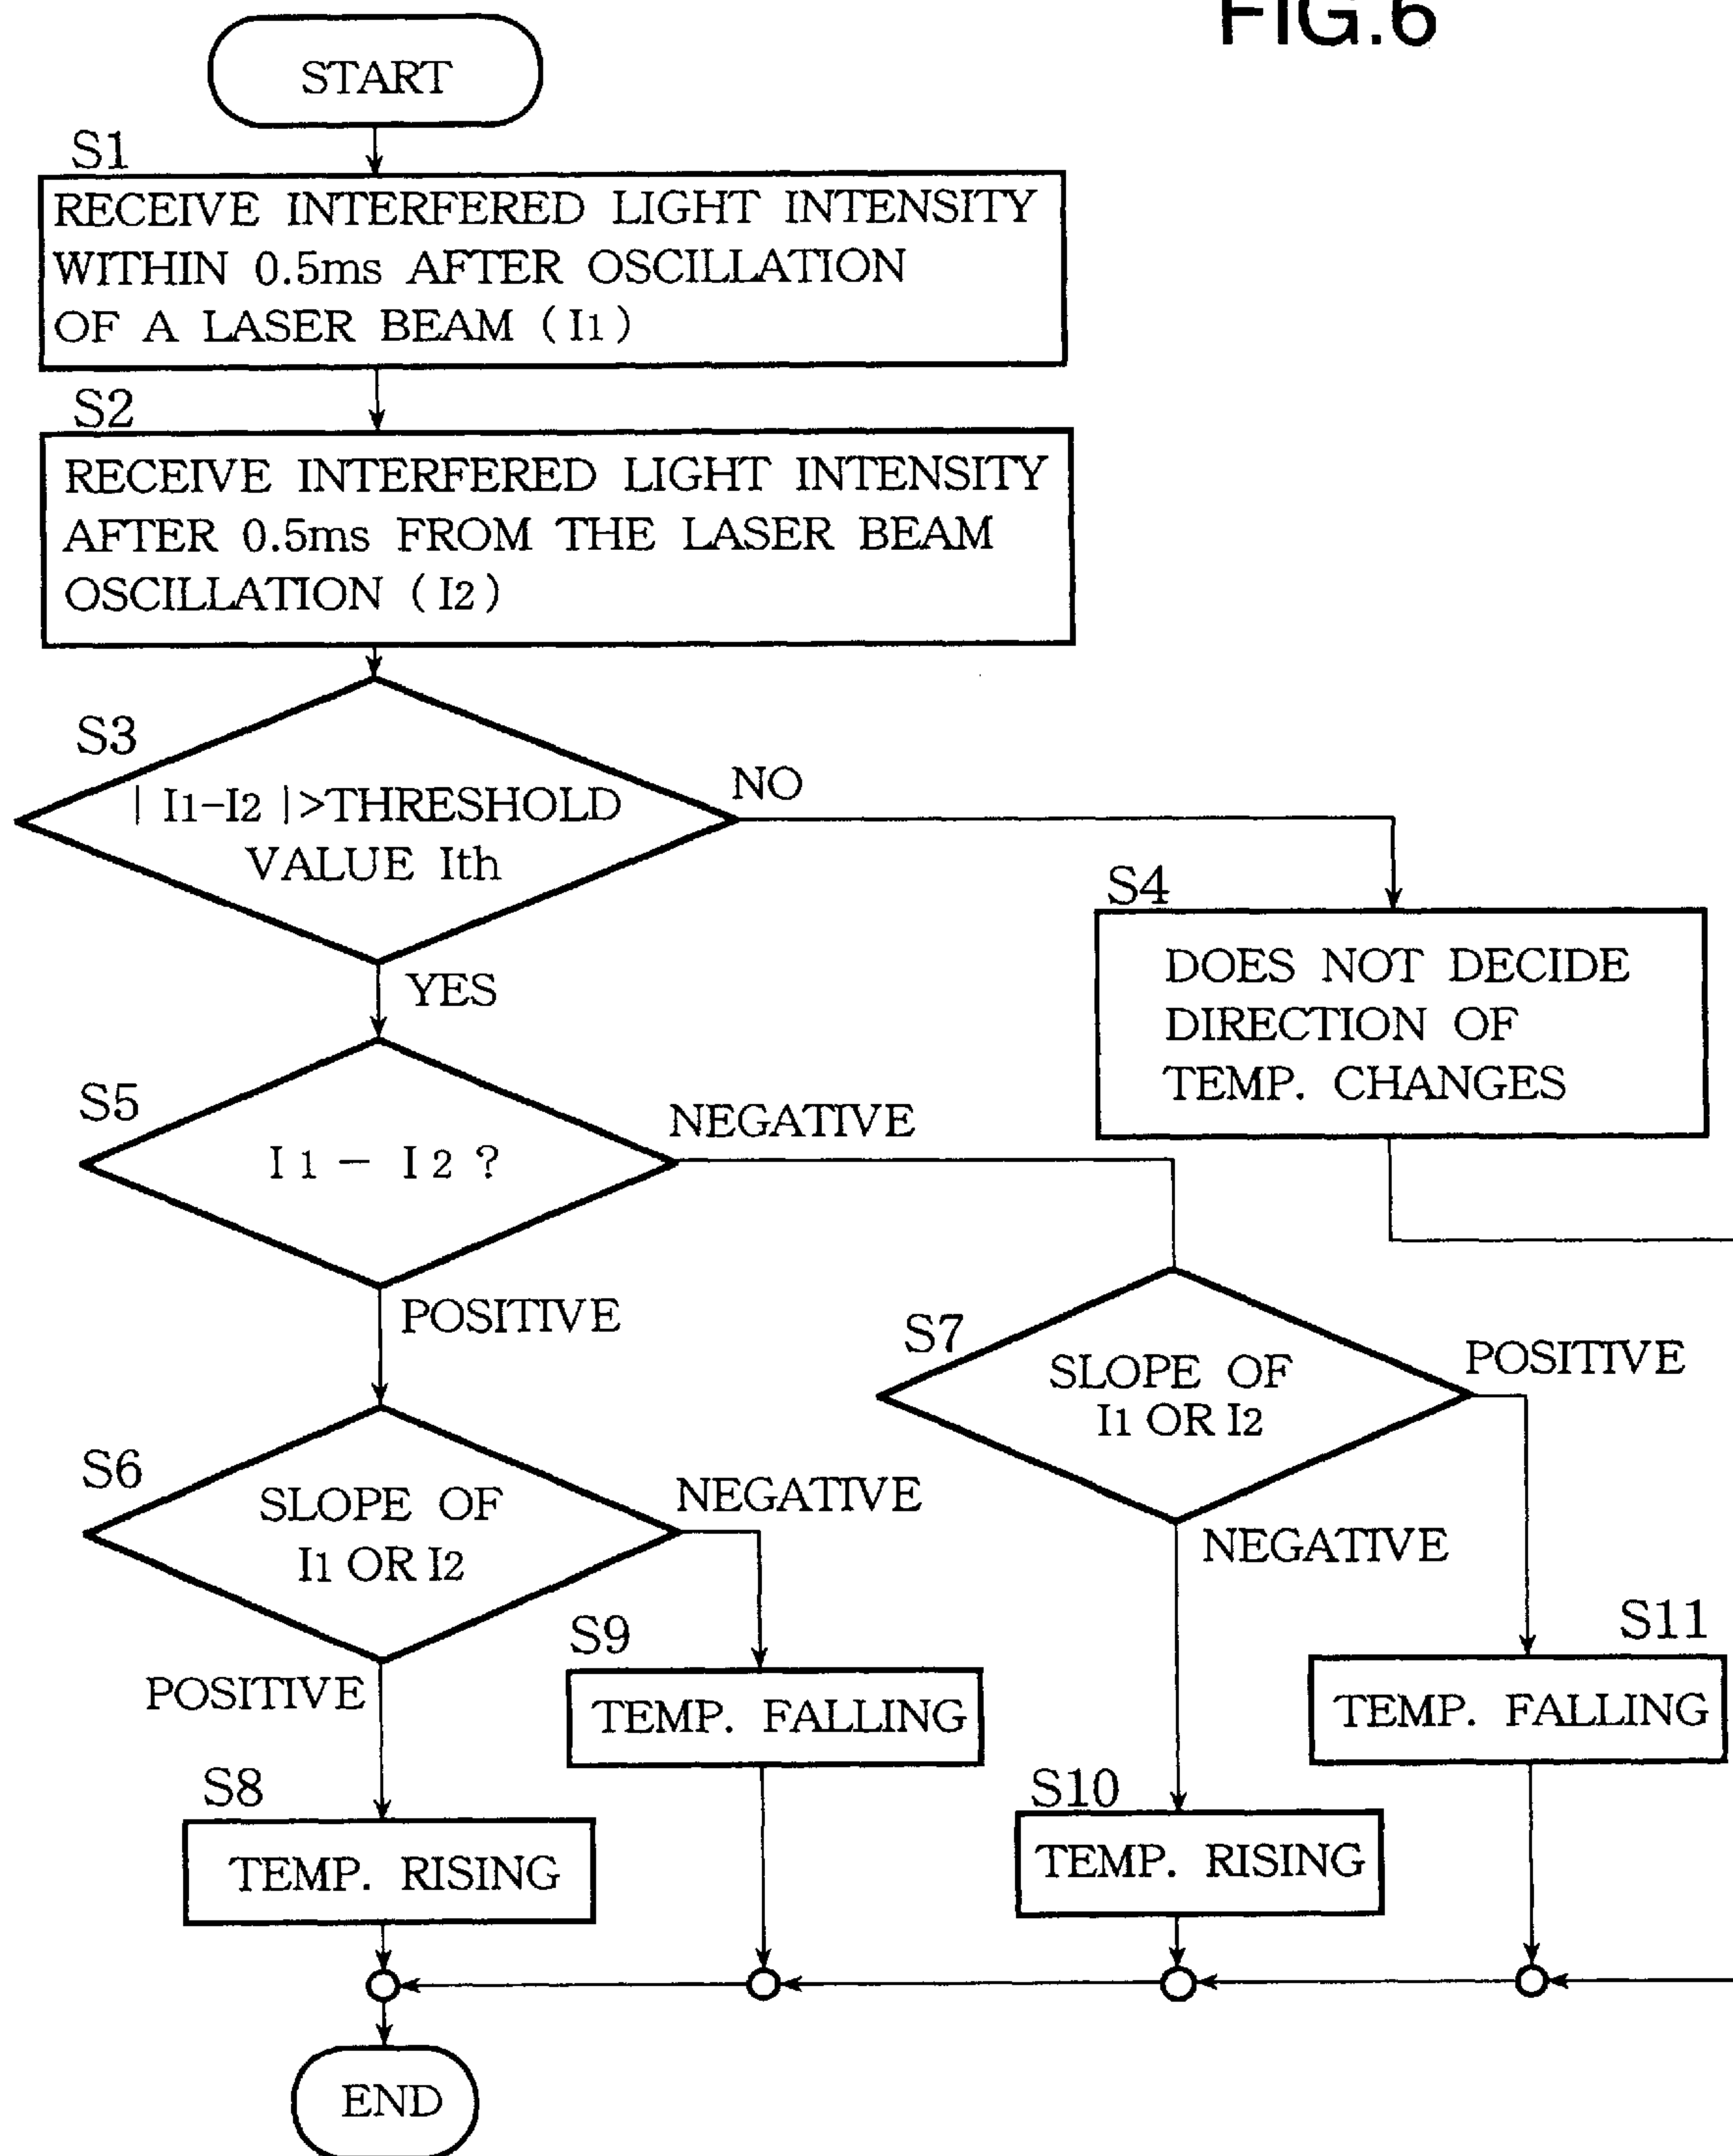 FIG.6
START
S1
RECEIVE INTERFERED LIGHT INTENSITY
WITHIN 0.5ms AFTER OSCILLATION
OF A LASER BEAM (I1)
S2
RECEIVE INTERFERED LIGHT INTENSITY
AFTER 0.5ms FROM THE LASER BEAM
OSCILLATION (I2)
S3
| I1-I2 |>THRESHOLD
VALUE Ith
NO
S4
DOES NOT DECIDE
DIRECTION OF
TEMP. CHANGES
YES
S5
I1 - I2 ?
NEGATIVE
POSITIVE
S7
SLOPE OF
I1 OR I2
POSITIVE
NEGATIVE
S6
SLOPE OF
I1 OR I2
NEGATIVE
POSITIVE
S9
TEMP. FALLING
S11
TEMP. FALLING
S8
TEMP. RISING
S10
TEMP. RISING
END